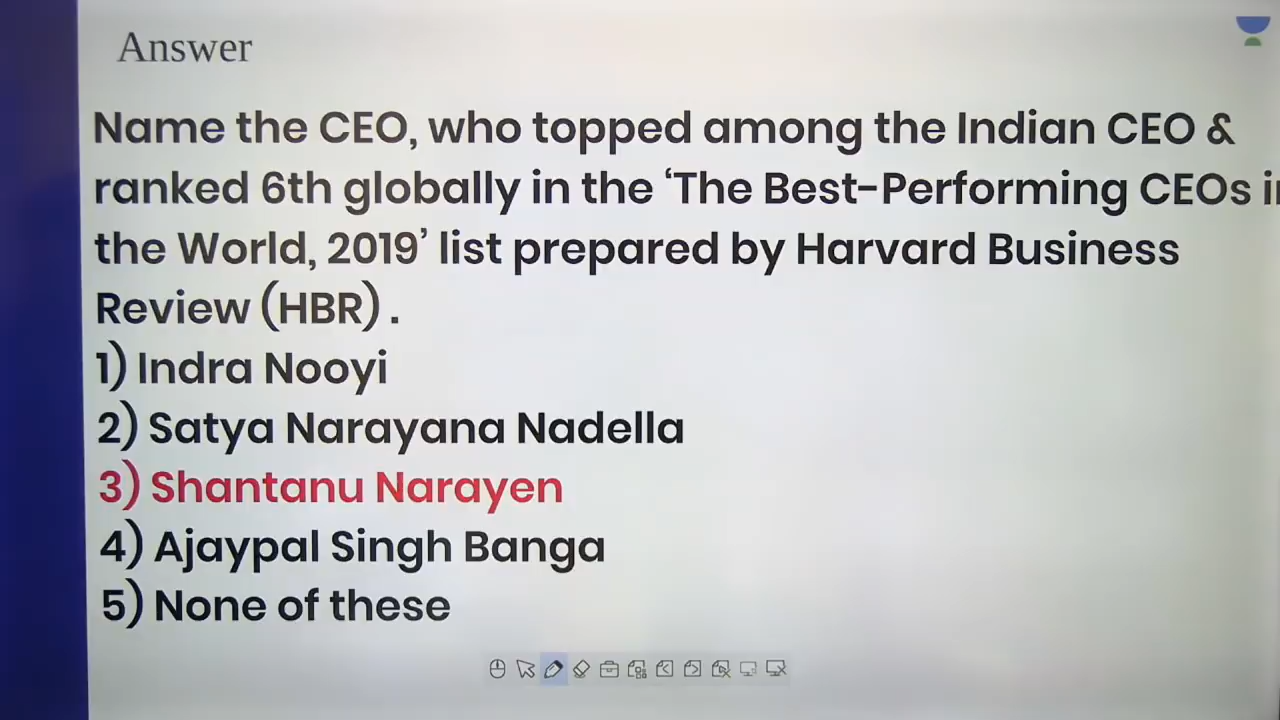 Answer
Name the CEO, who topped among the Indian CEO &
ranked 6th globally in the ‘The Best-Performing CEOs in
the World, 2019’ list prepared by Harvard Business
Review (HBR) .
1) Indra Nooyi
2) Satya Narayana Nadella
3) Shantanu Narayen
4) Ajaypal Singh Banga
5) None of these